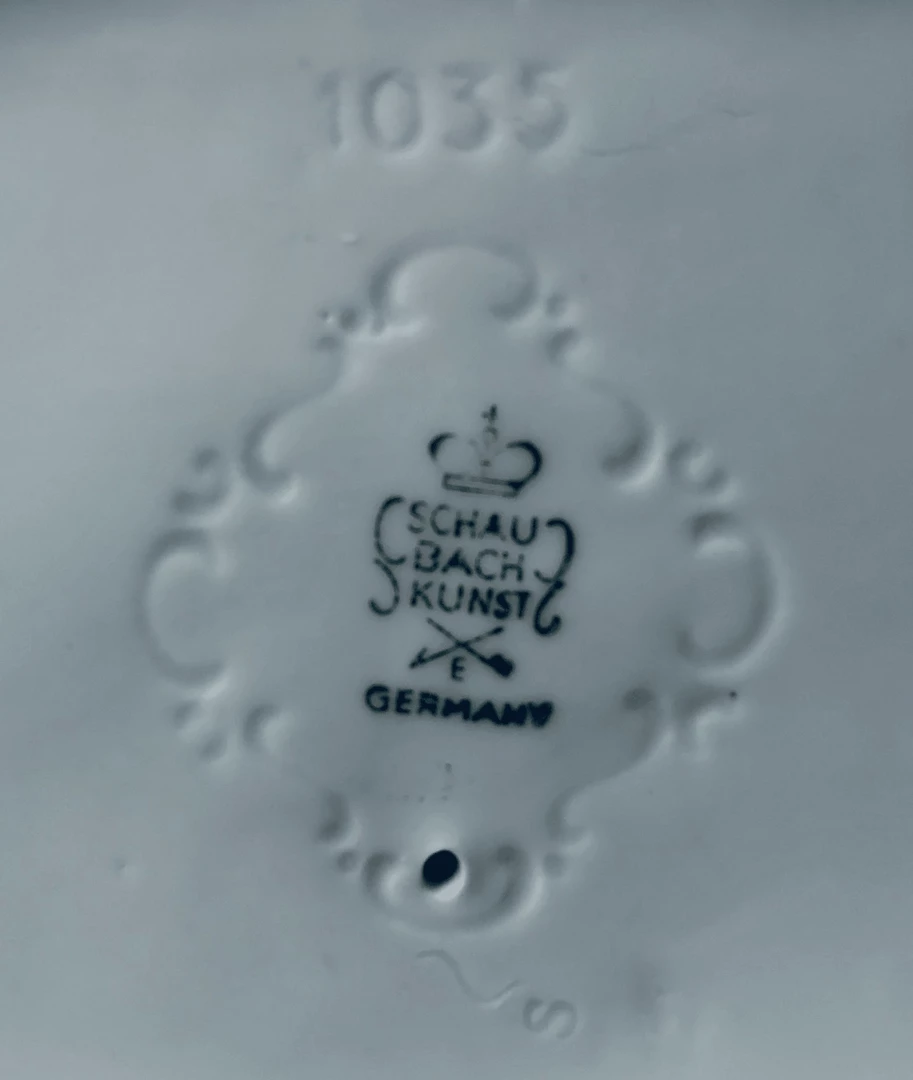 1035
SCHAU
BACH
KUNST
E
GERMANY
S